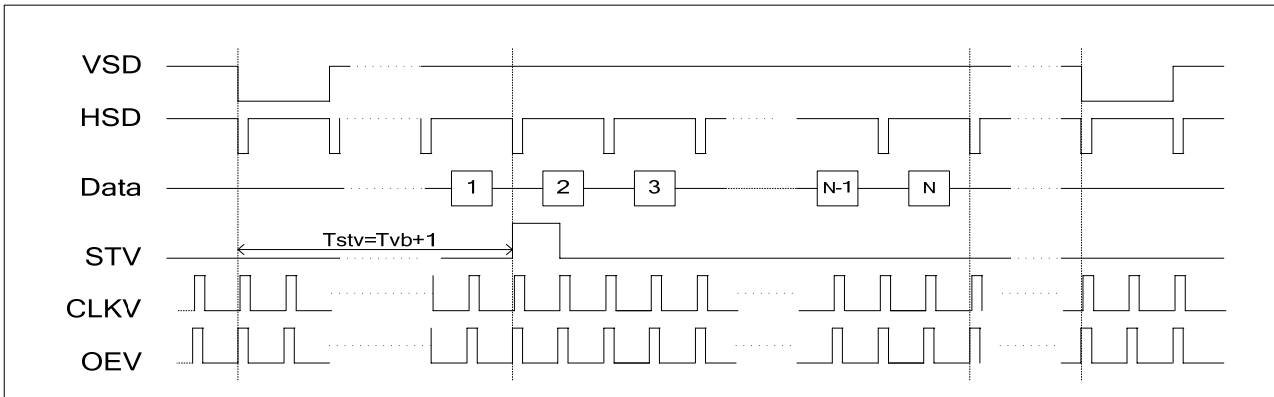 VSD
HSD
Data
1
2
3
N-1
N
Tstv=Tvb+1
STV
CLKV
OEV